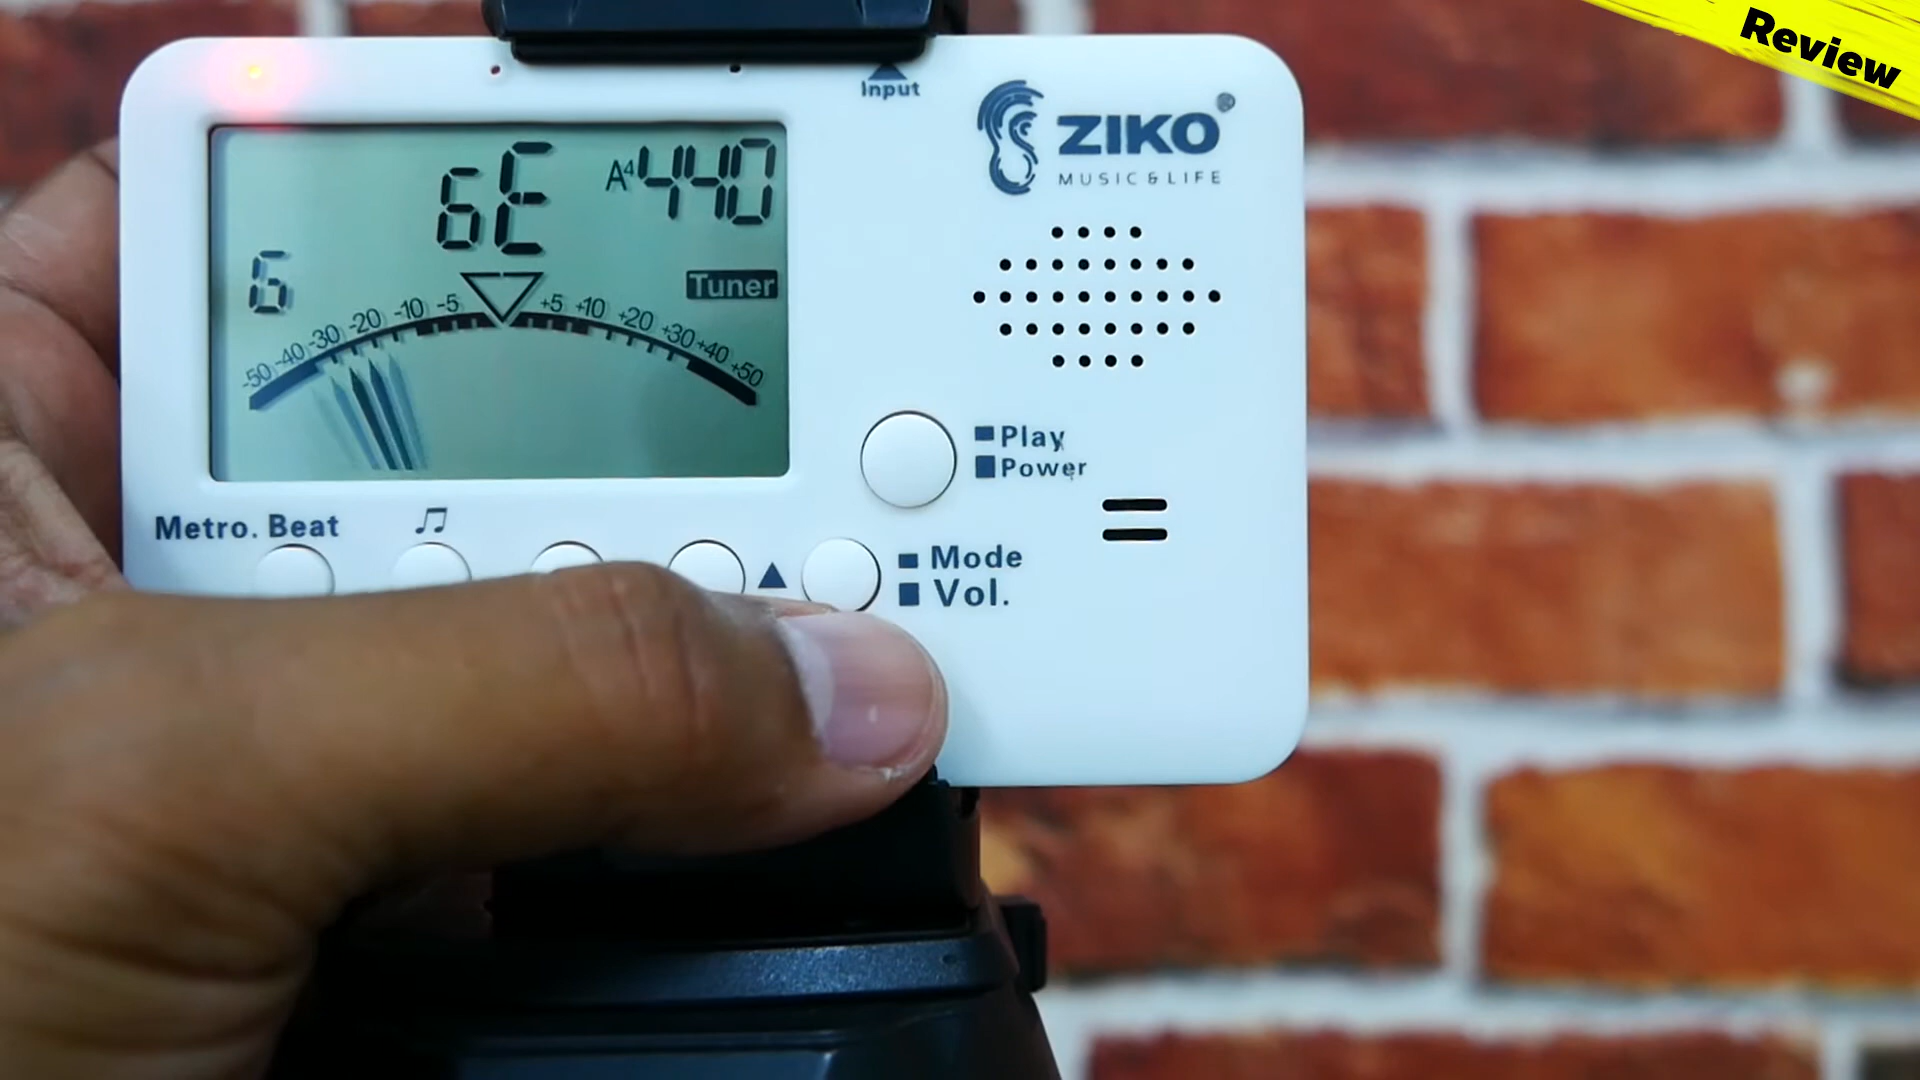 Review
Input
ZIKO®
MUSIC & LIFE
6E A4 440
6
Tuner
-50 -40 -30 -20 -10 -5 +5 +10 +20 +30 +40 +50
Play
Power
Metro. Beat
Mode
Vol.